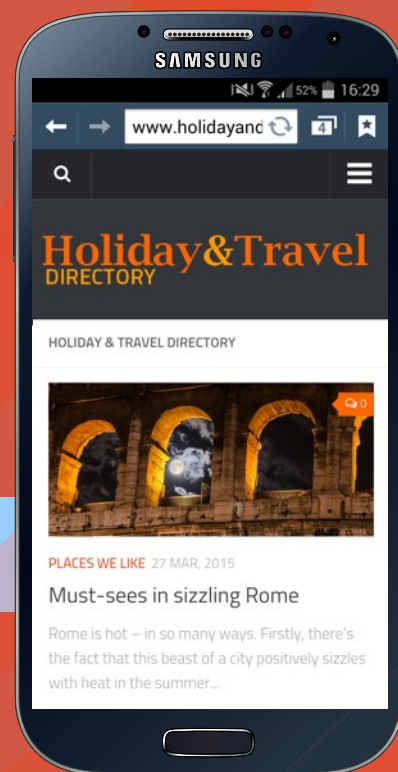 SAMSUNG
52% 16:29
www.holidayand 4
Holiday&Travel
DIRECTORY
HOLIDAY & TRAVEL DIRECTORY
0
PLACES WE LIKE 27 MAR, 2015
Must-sees in sizzling Rome
Rome is hot – in so many ways. Firstly, there's
the fact that this beast of a city positively sizzles
with heat in the summer...